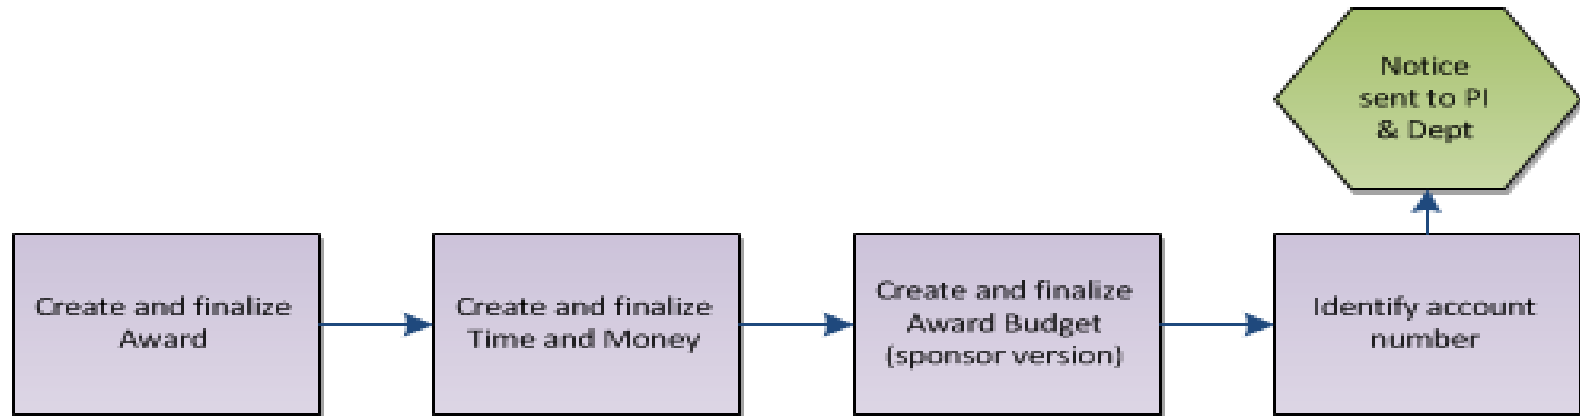 Notice
sent to PI
& Dept
Create and finalize
Award
Create and finalize
Time and Money
Create and finalize
Award Budget
(sponsor version)
Identify account
number